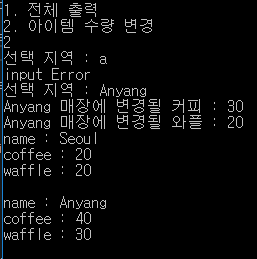 1. 전체 출력
2. 아이템 수량 변경
2
선택 지역 : a
input Error
선택 지역 : Anyang
Anyang 매장에 변경될 커피 : 30
Anyang 매장에 변경될 와플 : 20
name : Seoul
coffee : 20
waffle : 20
name : Anyang
coffee : 40
waffle : 30